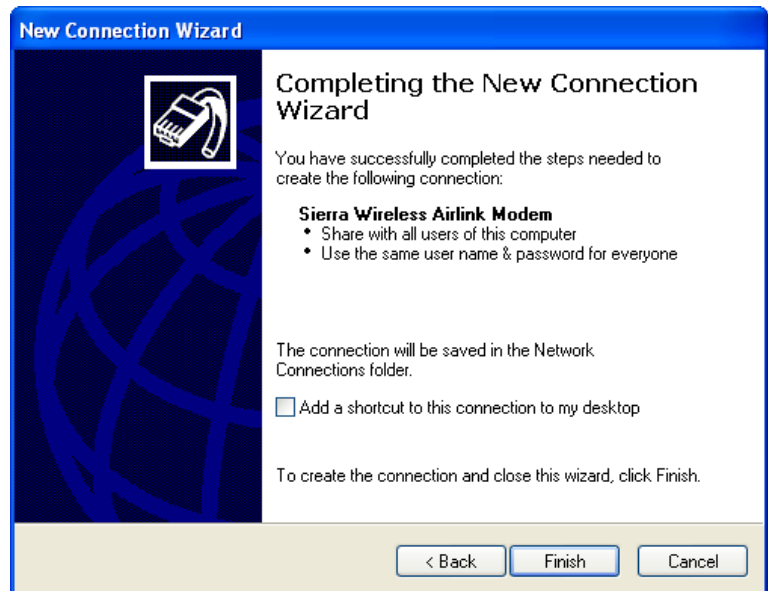 New Connection Wizard
Completing the New Connection
Wizard
You have successfully completed the steps needed to
create the following connection:
Sierra Wireless Airlink Modem
• Share with all users of this computer
• Use the same user name & password for everyone
The connection will be saved in the Network
Connections folder.
Add a shortcut to this connection to my desktop
To create the connection and close this wizard, click Finish.
< Back Finish Cancel